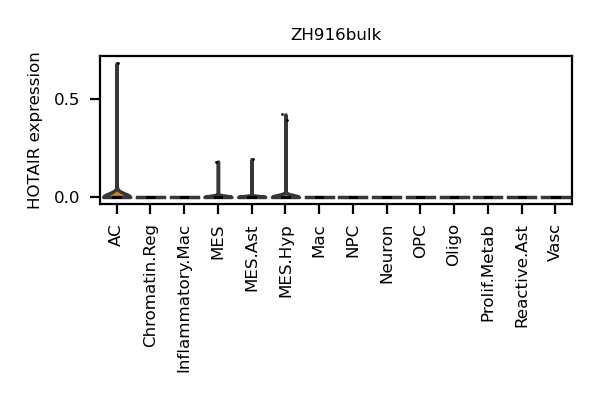 ZH916bulk
HOTAIR expression
0.5
0.0
AC
Chromatin.Reg
Inflammatory.Mac
MES
MES.Ast
MES.Hyp
Mac
NPC
Neuron
OPC
Oligo
Prolif.Metab
Reactive.Ast
Vasc